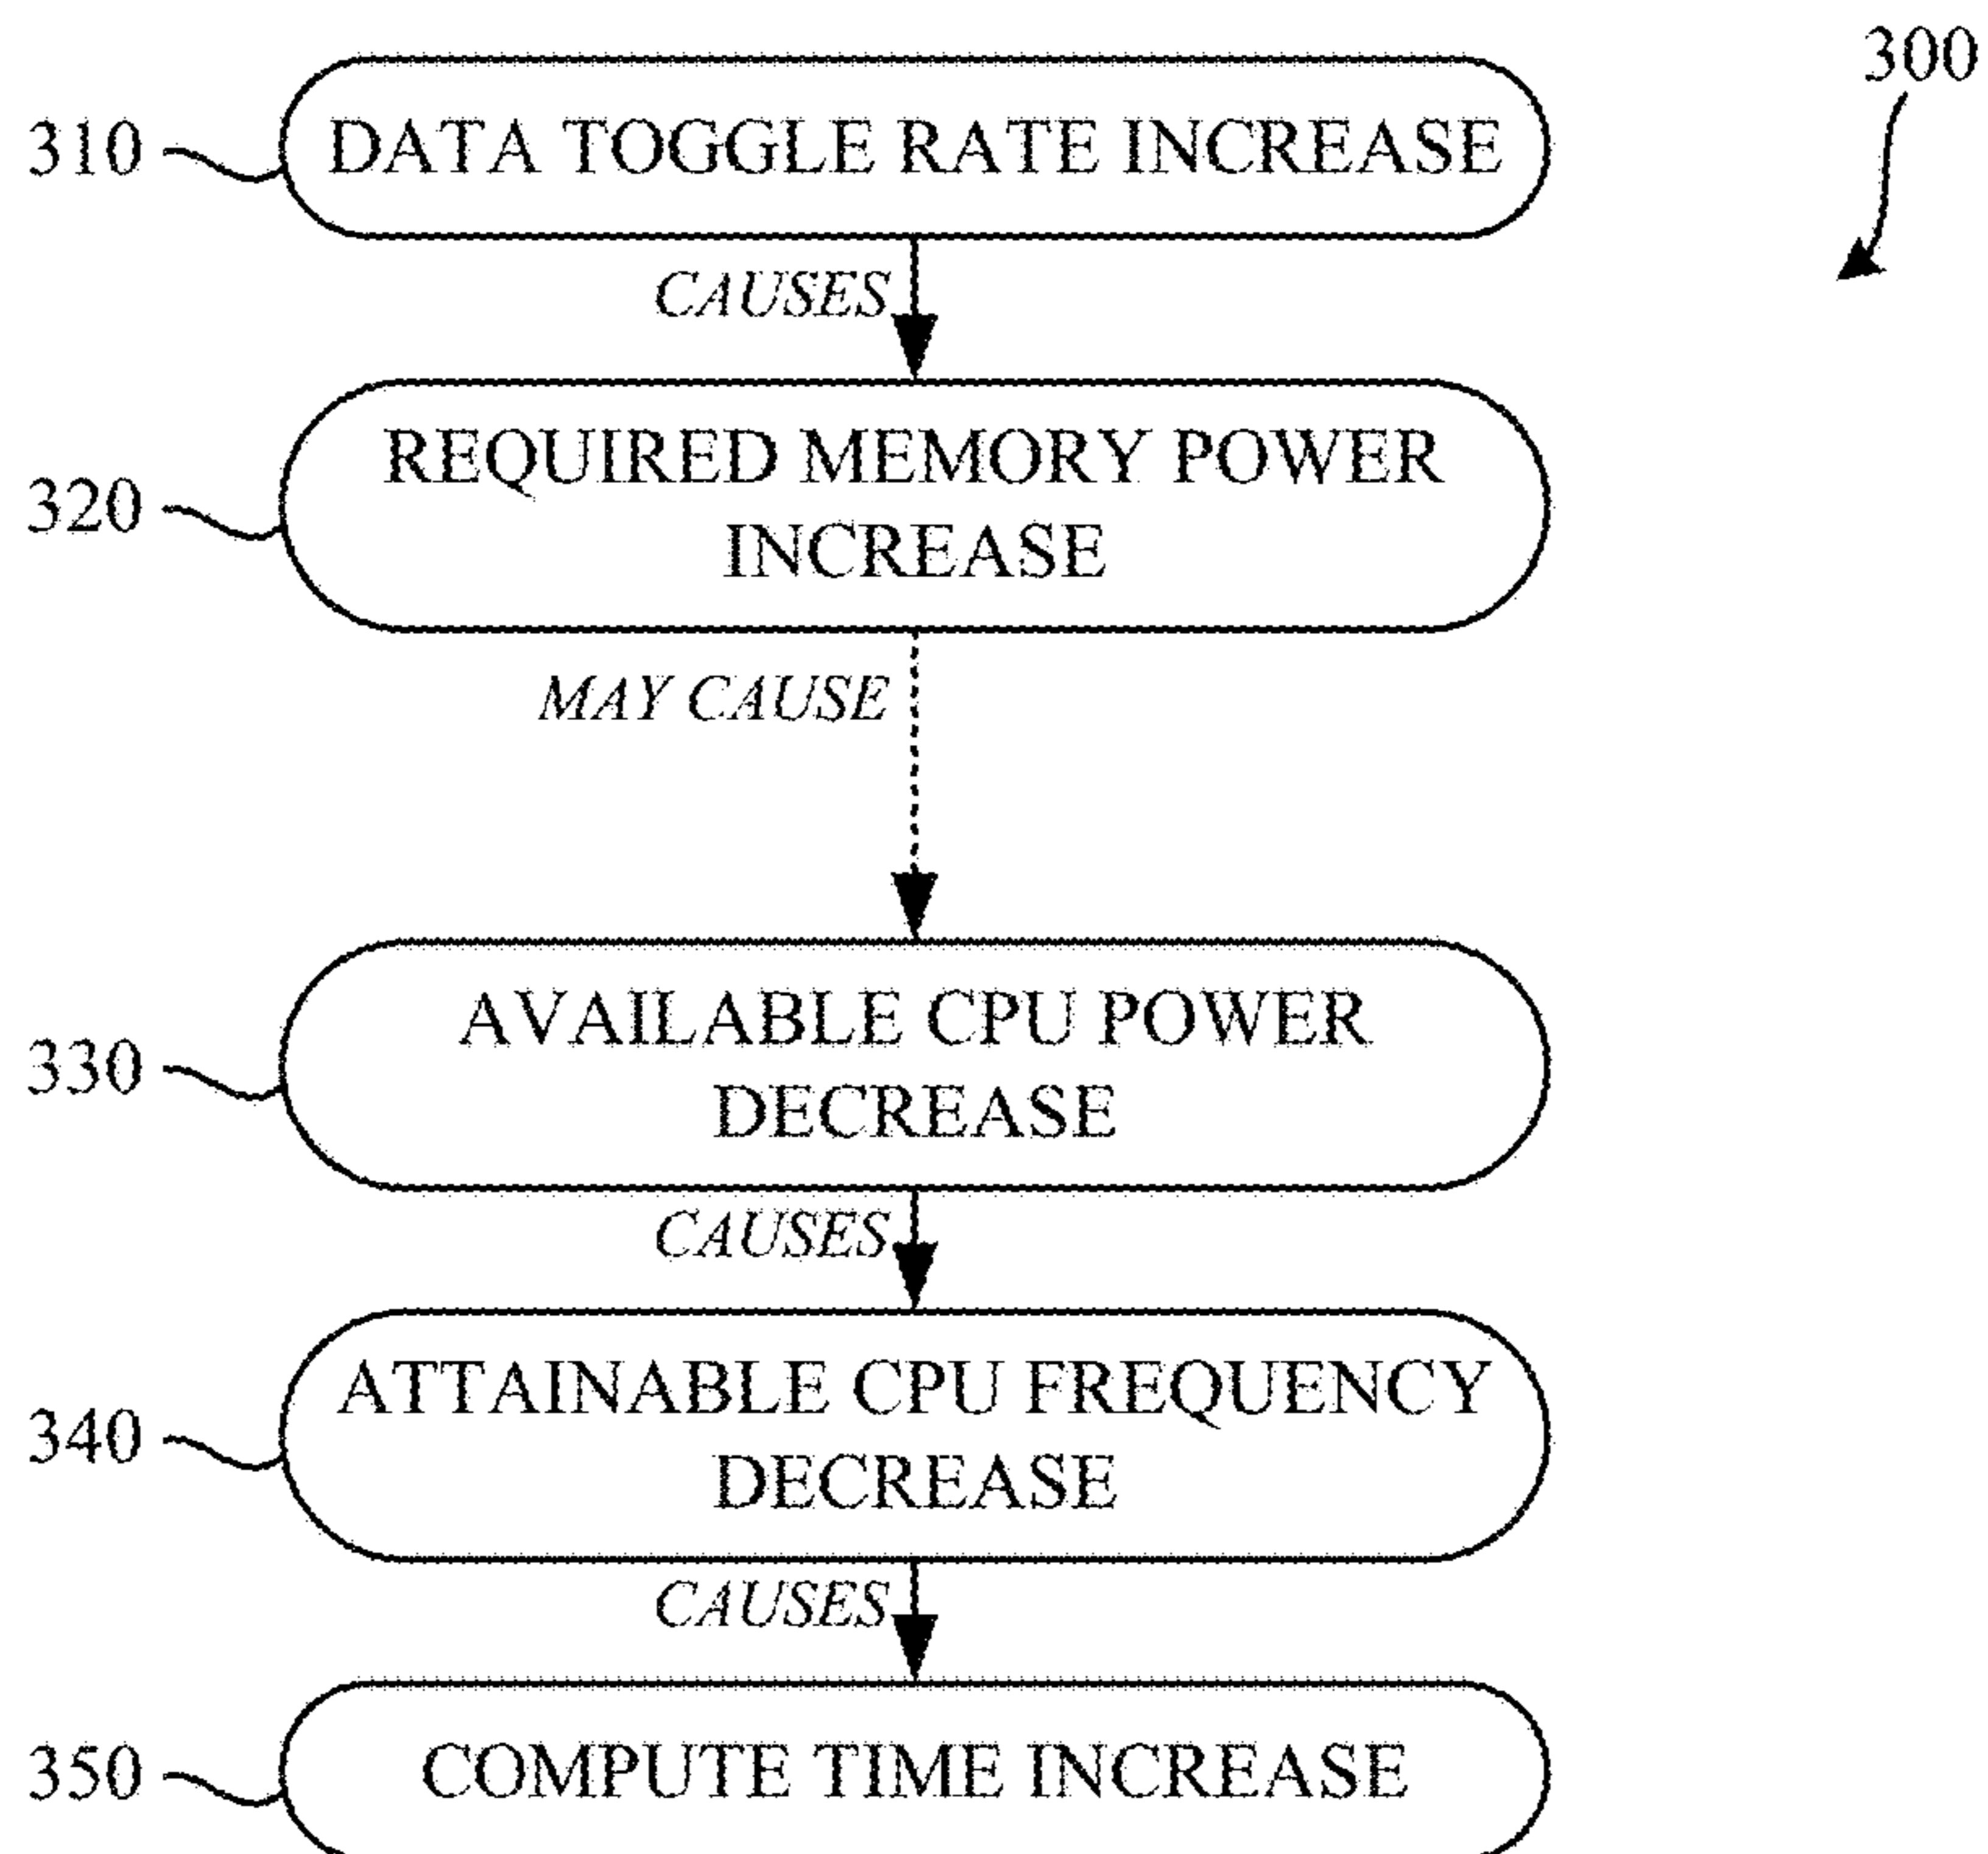 300
310
DATA TOGGLE RATE INCREASE
CAUSES
320
REQUIRED MEMORY POWER
INCREASE
MAY CAUSE
330
AVAILABLE CPU POWER
DECREASE
CAUSES
340
ATTAINABLE CPU FREQUENCY
DECREASE
CAUSES
350
COMPUTE TIME INCREASE